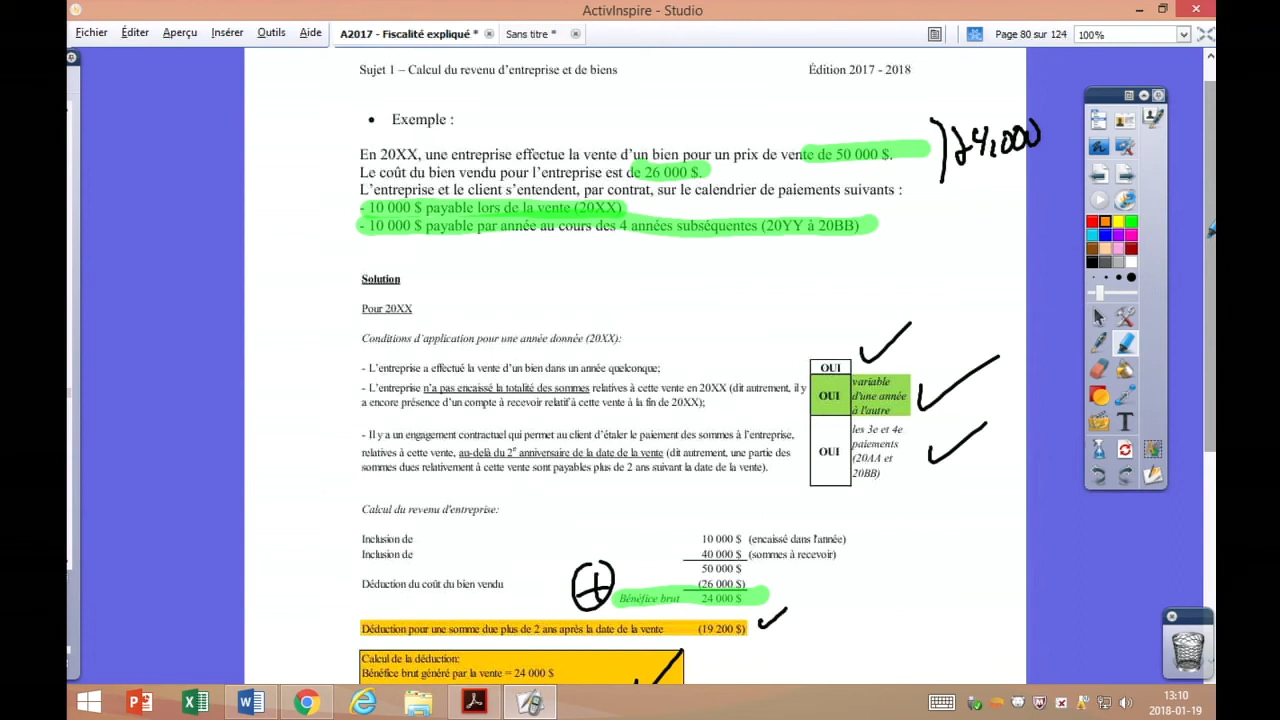 ActivInspire - Studio
Fichier Éditer Aperçu Insérer Outils Aide A2017 - Fiscalité expliqué * Sans titre * Page 80 sur 124 100%
Sujet 1 – Calcul du revenu d'entreprise et de biens Édition 2017 - 2018
• Exemple :
24,000
En 20XX, une entreprise effectue la vente d'un bien pour un prix de vente de 50 000 $.
Le coût du bien vendu pour l'entreprise est de 26 000 $.
L'entreprise et le client s'entendent, par contrat, sur le calendrier de paiements suivants :
- 10 000 $ payable lors de la vente (20XX)
- 10 000 $ payable par année au cours des 4 années subséquentes (20YY à 20BB)
Solution
Pour 20XX
Conditions d'application pour une année donnée (20XX):
- L'entreprise a effectué la vente d'un bien dans un année quelconque; OUI
- L'entreprise n'a pas encaissé la totalité des sommes relatives à cette vente en 20XX (dit autrement, il y
a encore présence d'un compte à recevoir relatif à cette vente à la fin de 20XX);
OUI
variable
d'une année
à l'autre
- Il y a un engagement contractuel qui permet au client d'étaler le paiement des sommes à l'entreprise,
relatives à cette vente, au-delà du 2e anniversaire de la date de la vente (dit autrement, une partie des
sommes dues relativement à cette vente sont payables plus de 2 ans suivant la date de la vente).
OUI
les 3e et 4e
paiements
(20AA et
20BB)
Calcul du revenu d'entreprise:
Inclusion de 10 000 $ (encaissé dans l'année)
Inclusion de 40 000 $ (sommes à recevoir)
50 000 $
Déduction du coût du bien vendu (26 000 $)
+
Bénéfice brut 24 000 $
Déduction pour une somme due plus de 2 ans après la date de la vente (19 200 $)
Calcul de la déduction:
Bénéfice brut généré par la vente = 24 000 $
13:10
2018-01-19